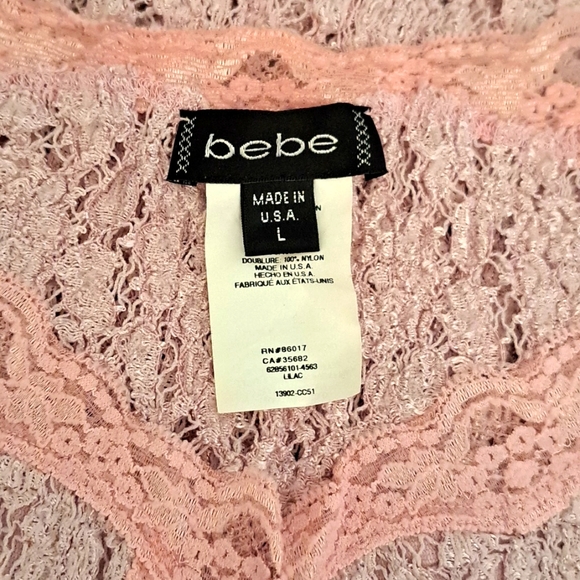 bebe
MADE IN
U.S.A.
L
N
DOUBLURE: 100% NYLON
MADE IN U.S.A.
HECHO EN U.S.A.
FABRIQUE AUX ÉTATS-UNIS
RN#86017
CA#35682
62856101-4563
LILAC
13902-CC51